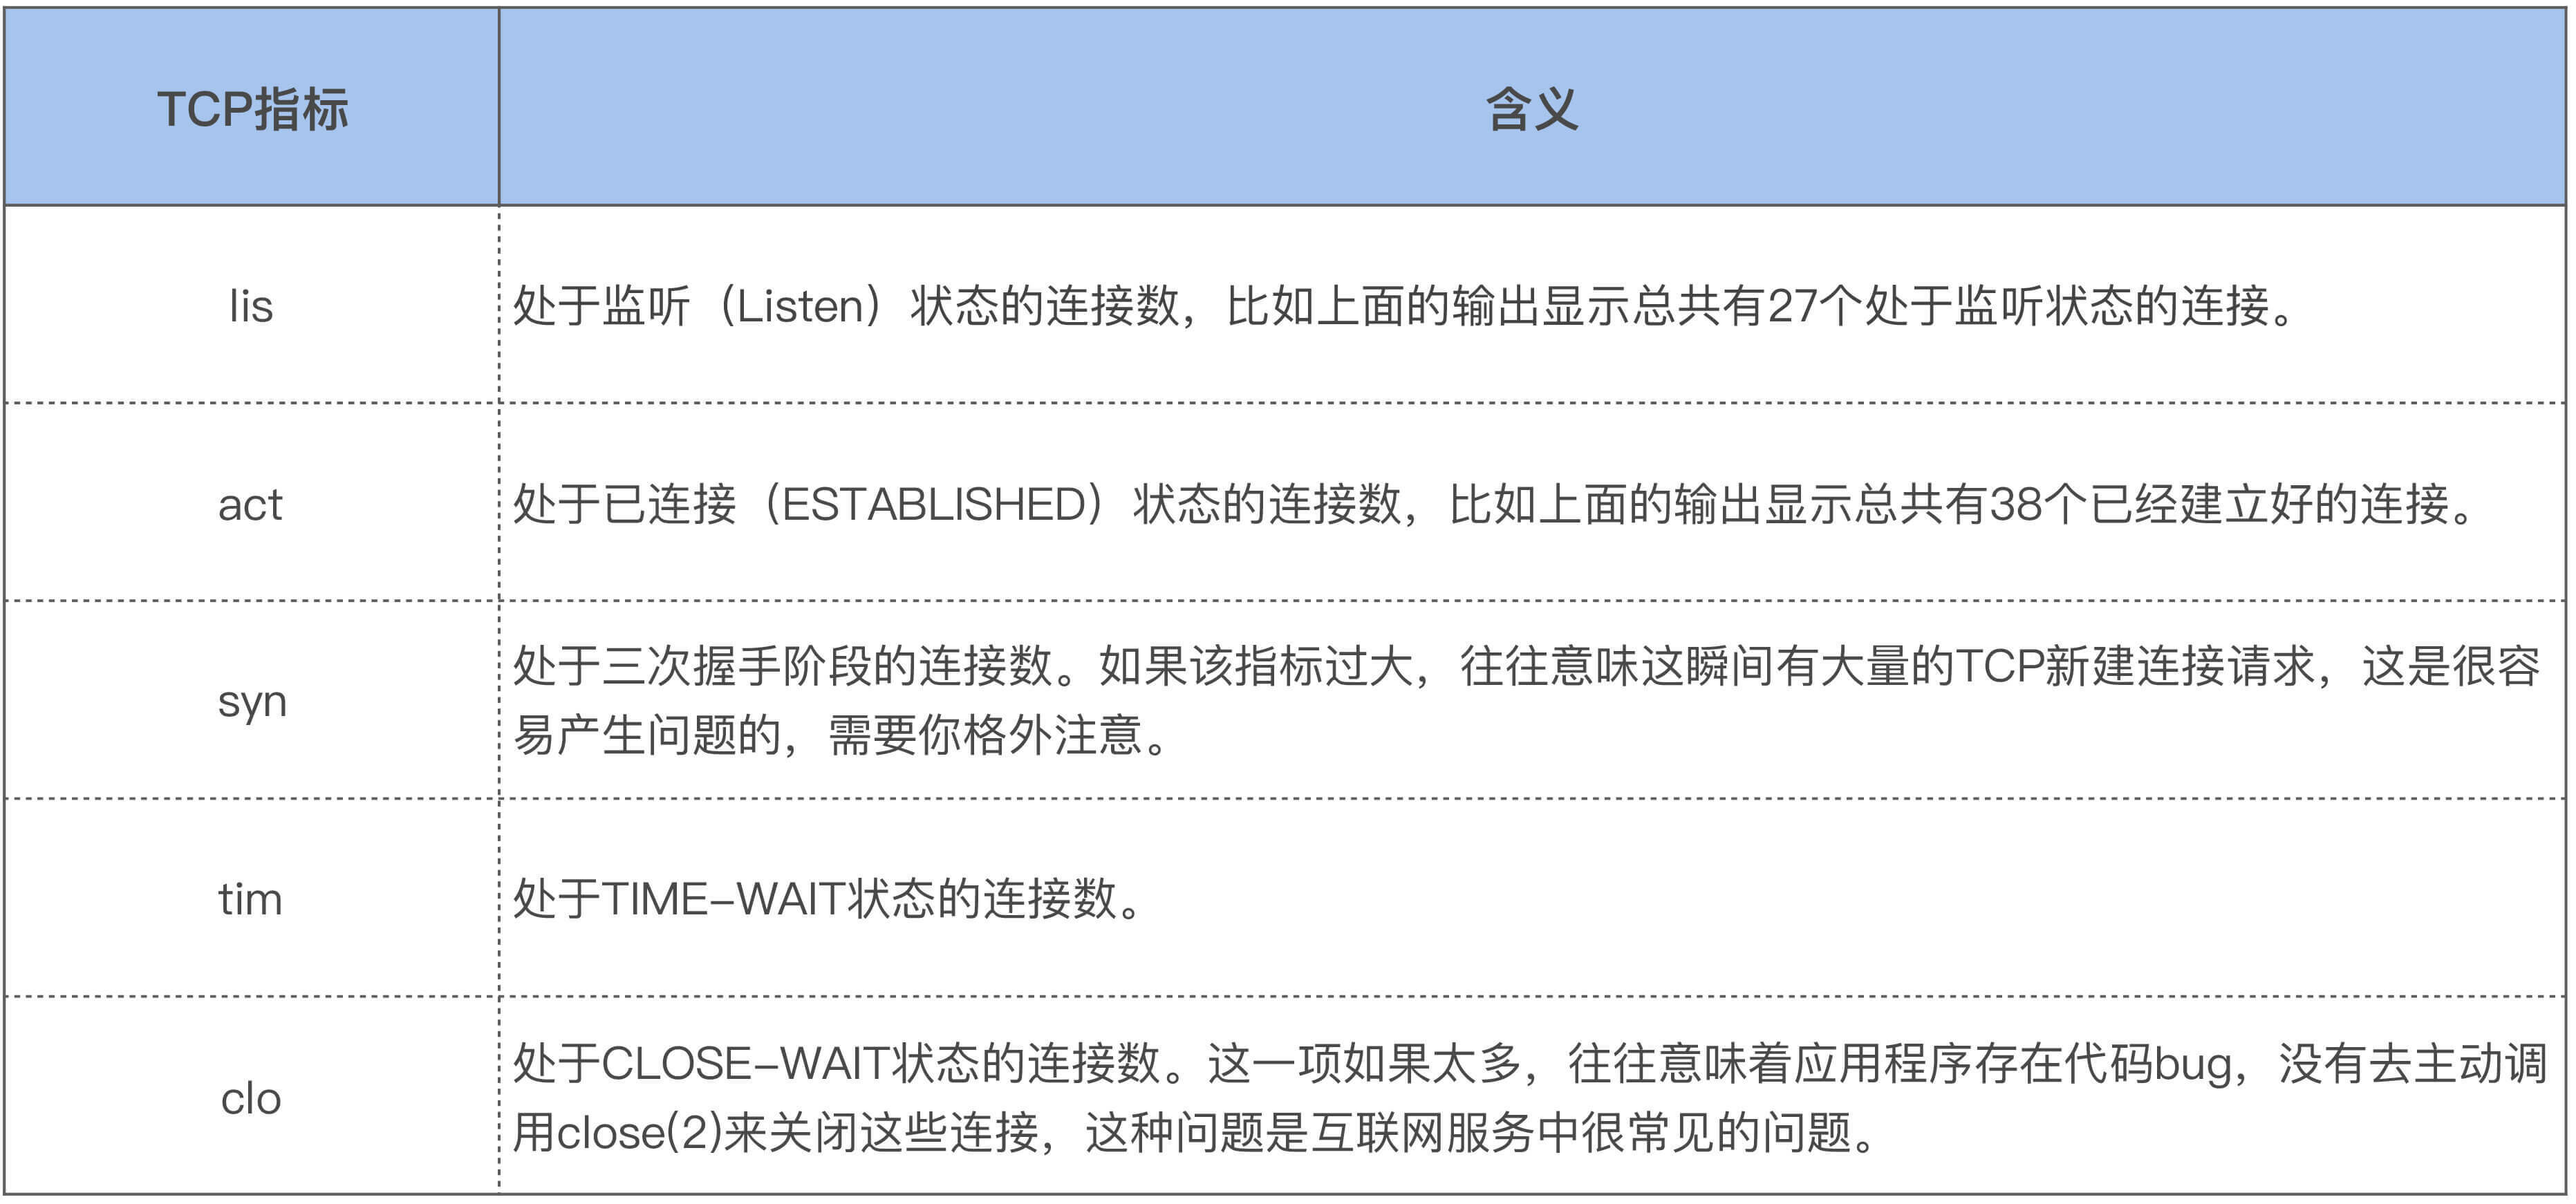 TCP指标
含义
lis
处于监听（Listen）状态的连接数，比如上面的输出显示总共有27个处于监听状态的连接。
act
处于已连接（ESTABLISHED）状态的连接数，比如上面的输出显示总共有38个已经建立好的连接。
syn
处于三次握手阶段的连接数。如果该指标过大，往往意味这瞬间有大量的TCP新建连接请求，这是很容
易产生问题的，需要你格外注意。
tim
处于TIME-WAIT状态的连接数。
clo
处于CLOSE-WAIT状态的连接数。这一项如果太多，往往意味着应用程序存在代码bug，没有去主动调
用close(2)来关闭这些连接，这种问题是互联网服务中很常见的问题。